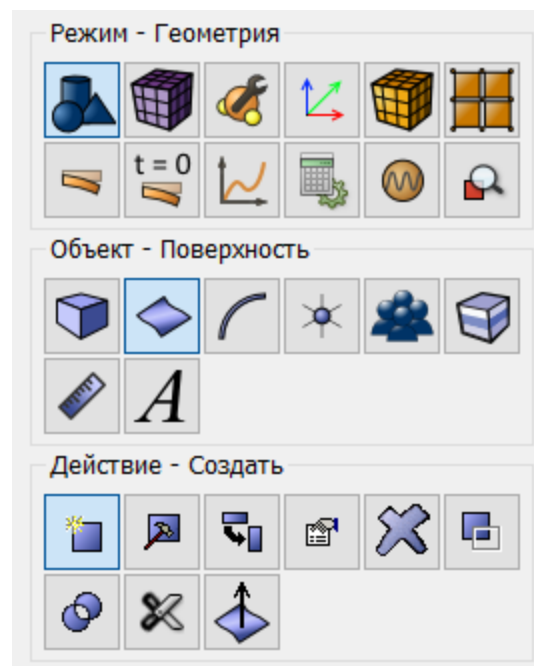 Режим - Геометрия
t = 0
Объект - Поверхность
A
Действие - Создать